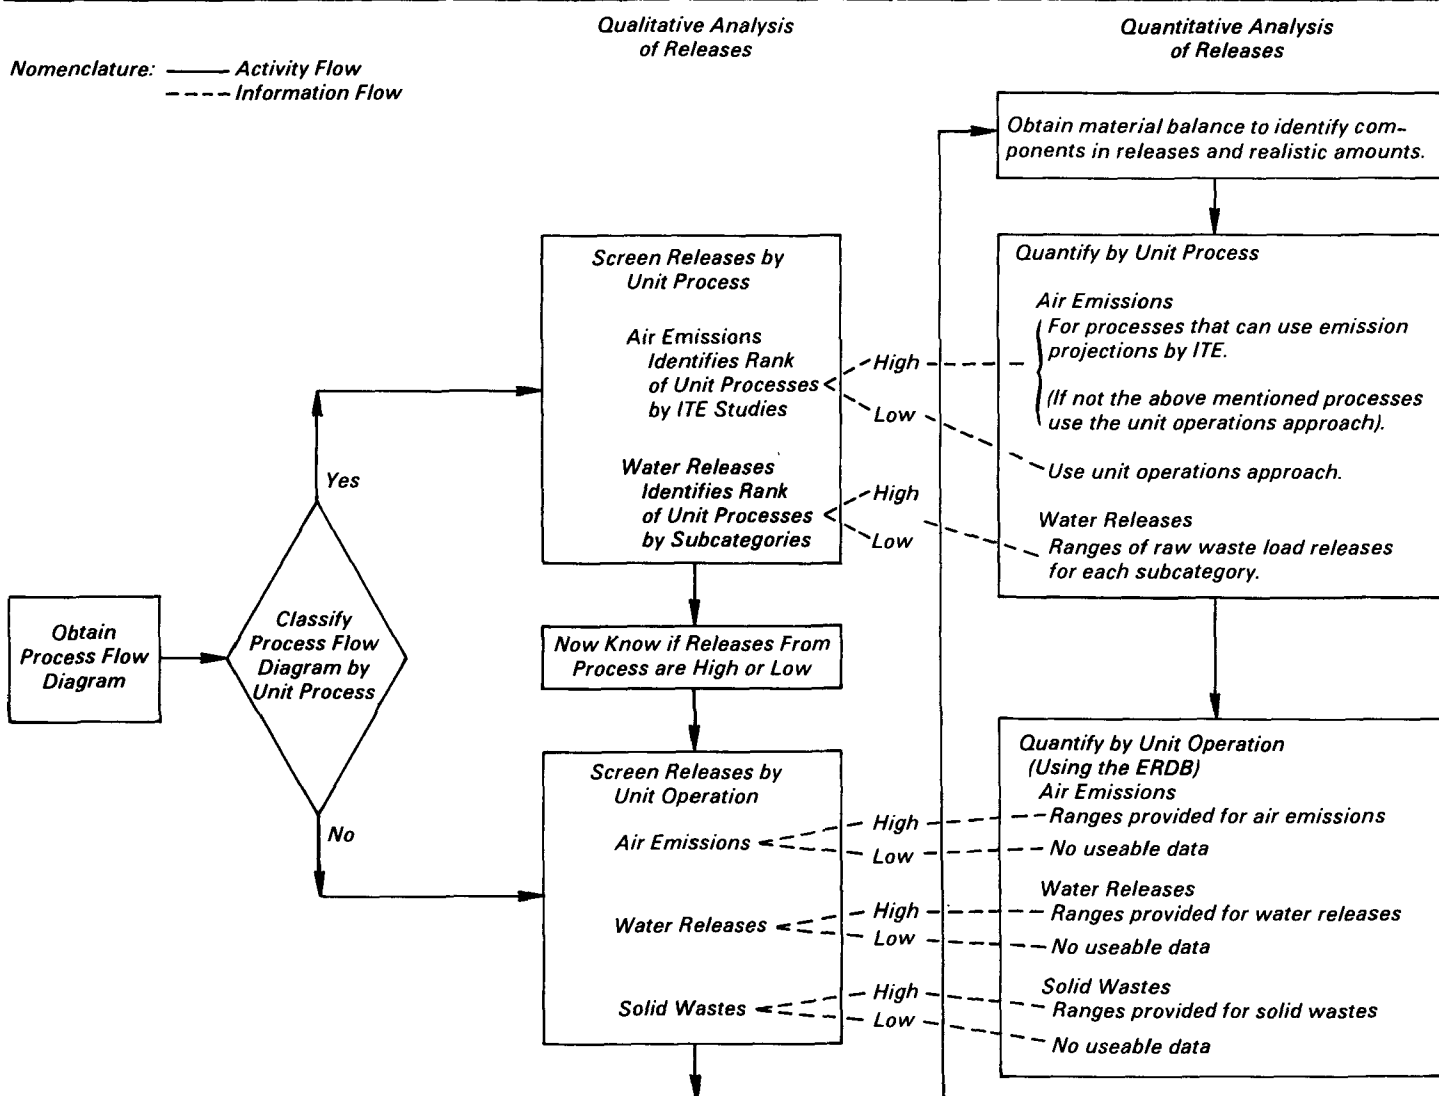 Qualitative Analysis
of Releases
Quantitative Analysis
of Releases
Nomenclature: Activity Flow
Information Flow
Obtain material balance to identify com-
ponents in releases and realistic amounts.
Screen Releases by
Unit Process
Air Emissions
Identifies Rank
of Unit Processes
by ITE Studies
High
Low
Water Releases
Identifies Rank
of Unit Processes
by Subcategories
High
Low
Quantify by Unit Process
Air Emissions
For processes that can use emission
projections by ITE.
(If not the above mentioned processes
use the unit operations approach).
Use unit operations approach.
Water Releases
Ranges of raw waste load releases
for each subcategory.
Yes
Obtain
Process Flow
Diagram
Classify
Process Flow
Diagram by
Unit Process
No
Now Know if Releases From
Process are High or Low
Screen Releases by
Unit Operation
Air Emissions
High
Low
Water Releases
High
Low
Solid Wastes
High
Low
Quantify by Unit Operation
(Using the ERDB)
Air Emissions
Ranges provided for air emissions
No useable data
Water Releases
Ranges provided for water releases
No useable data
Solid Wastes
Ranges provided for solid wastes
No useable data